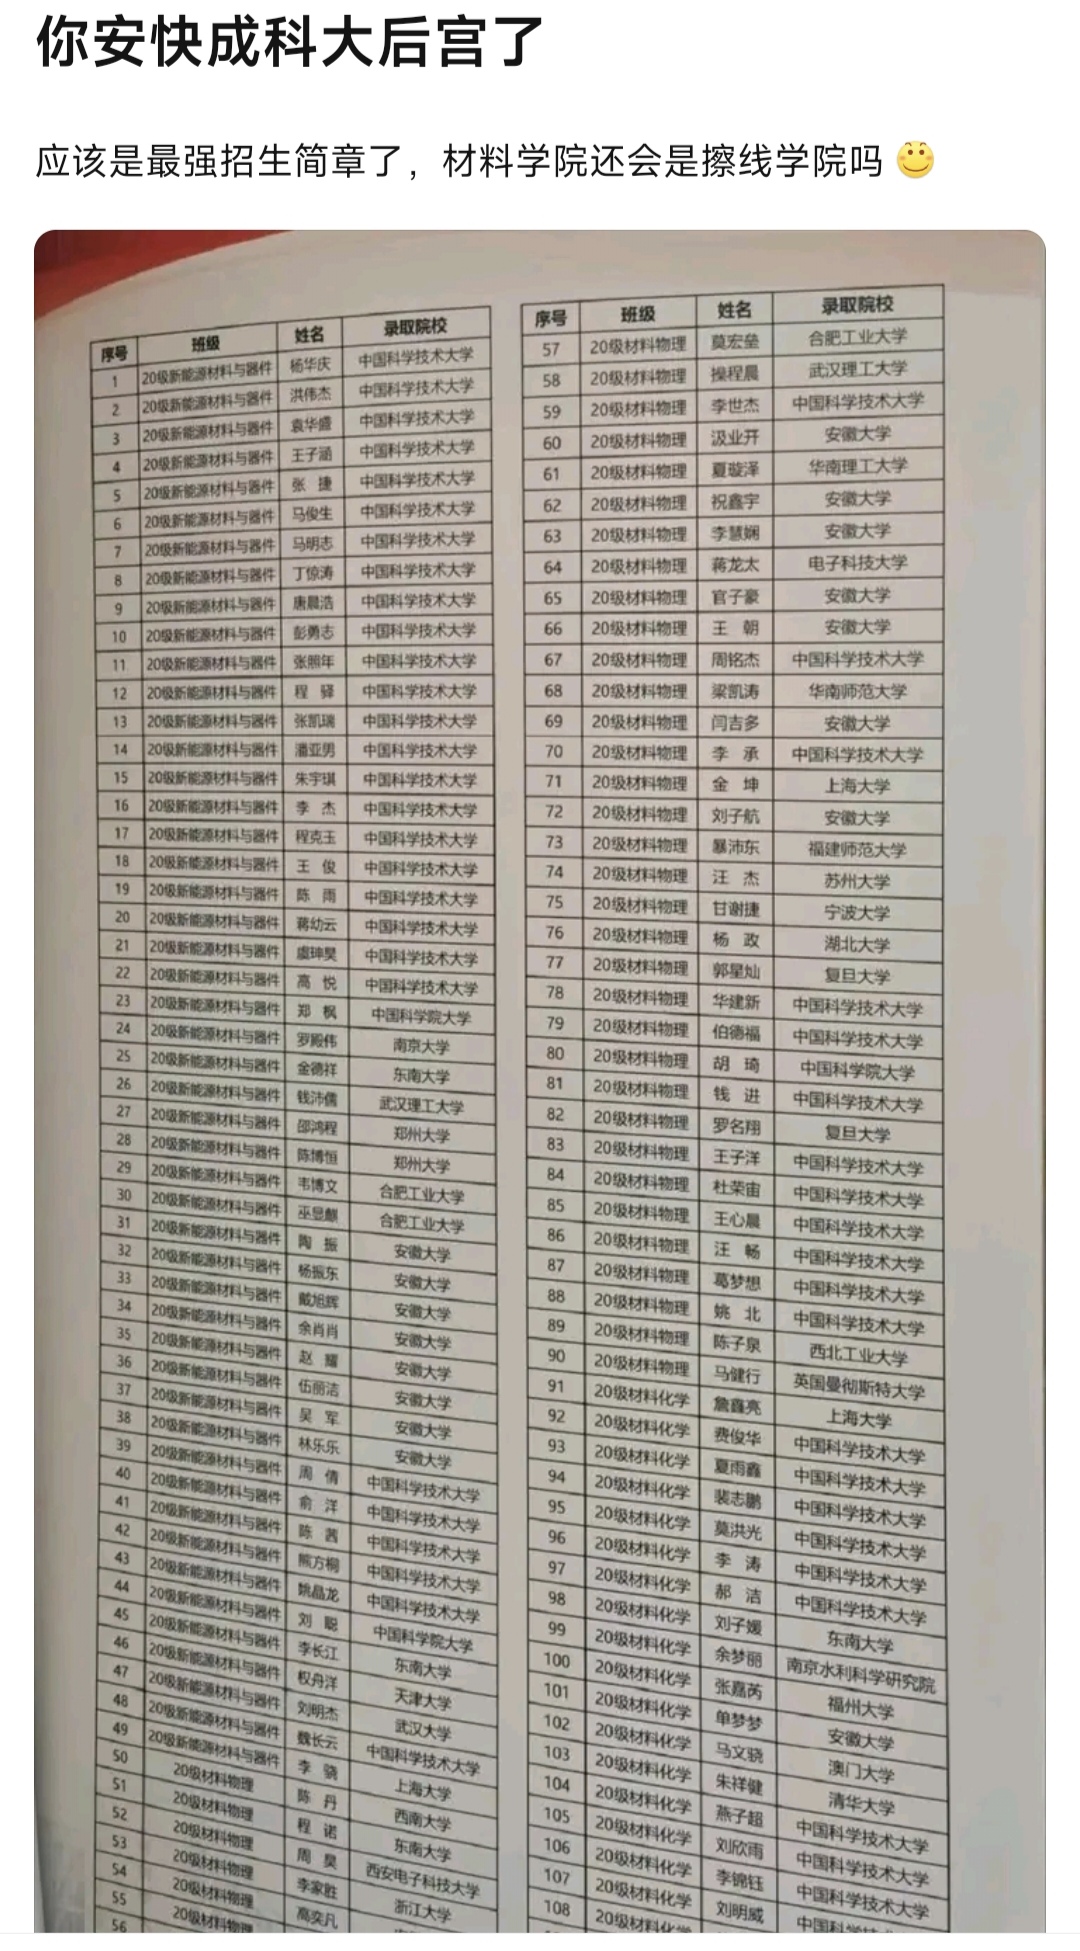 你安快成科大后宫了
应该是最强招生简章了，材料学院还会是擦线学院吗
序号 班级 姓名 录取院校
1 20级新能源材料与器件 杨华庆 中国科学技术大学
2 20级新能源材料与器件 洪伟杰 中国科学技术大学
3 20级新能源材料与器件 袁华盛 中国科学技术大学
4 20级新能源材料与器件 王子涵 中国科学技术大学
5 20级新能源材料与器件 张 捷 中国科学技术大学
6 20级新能源材料与器件 马俊生 中国科学技术大学
7 20级新能源材料与器件 马明志 中国科学技术大学
8 20级新能源材料与器件 丁惊涛 中国科学技术大学
9 20级新能源材料与器件 唐晨浩 中国科学技术大学
10 20级新能源材料与器件 彭勇志 中国科学技术大学
11 20级新能源材料与器件 张熙年 中国科学技术大学
12 20级新能源材料与器件 程 驿 中国科学技术大学
13 20级新能源材料与器件 张凯瑞 中国科学技术大学
14 20级新能源材料与器件 潘亚男 中国科学技术大学
15 20级新能源材料与器件 朱宇琪 中国科学技术大学
16 20级新能源材料与器件 李 杰 中国科学技术大学
17 20级新能源材料与器件 程克玉 中国科学技术大学
18 20级新能源材料与器件 王 俊 中国科学技术大学
19 20级新能源材料与器件 陈 雨 中国科学技术大学
20 20级新能源材料与器件 蒋幼云 中国科学技术大学
21 20级新能源材料与器件 虞珅昊 中国科学技术大学
22 20级新能源材料与器件 高 悦 中国科学技术大学
23 20级新能源材料与器件 郑 枫 中国科学院大学
24 20级新能源材料与器件 罗殿伟 南京大学
25 20级新能源材料与器件 金德祥 东南大学
26 20级新能源材料与器件 钱沛儒 武汉理工大学
27 20级新能源材料与器件 邵鸿程 郑州大学
28 20级新能源材料与器件 陈博恒 郑州大学
29 20级新能源材料与器件 韦博文 合肥工业大学
30 20级新能源材料与器件 巫昱麒 合肥工业大学
31 20级新能源材料与器件 陶 振 安徽大学
32 20级新能源材料与器件 杨振东 安徽大学
33 20级新能源材料与器件 戴旭辉 安徽大学
34 20级新能源材料与器件 余肖肖 安徽大学
35 20级新能源材料与器件 赵 耀 安徽大学
36 20级新能源材料与器件 伍丽洁 安徽大学
37 20级新能源材料与器件 吴 军 安徽大学
38 20级新能源材料与器件 林乐乐 安徽大学
39 20级新能源材料与器件 周 倩 中国科学技术大学
40 20级新能源材料与器件 俞 洋 中国科学技术大学
41 20级新能源材料与器件 陈 茜 中国科学技术大学
42 20级新能源材料与器件 熊方桐 中国科学技术大学
43 20级新能源材料与器件 姚晶龙 中国科学技术大学
44 20级新能源材料与器件 刘 聪 中国科学院大学
45 20级新能源材料与器件 李长江 东南大学
46 20级新能源材料与器件 权舟洋 天津大学
47 20级新能源材料与器件 刘明杰 武汉大学
48 20级新能源材料与器件 魏长云 中国科学技术大学
49 20级新能源材料与器件 李 骁 上海大学
50 20级材料物理 陈 丹 西南大学
51 20级材料物理 程 诺 东南大学
52 20级材料物理 周 昊 西安电子科技大学
53 20级材料物理 李家胜 浙江大学
54 20级材料物理 高奕凡
55 20级材料物理
56
序号 班级 姓名 录取院校
57 20级材料物理 莫宏垒 合肥工业大学
58 20级材料物理 操程晨 武汉理工大学
59 20级材料物理 李世杰 中国科学技术大学
60 20级材料物理 汲业开 安徽大学
61 20级材料物理 夏璇泽 华南理工大学
62 20级材料物理 祝鑫宇 安徽大学
63 20级材料物理 李慧娴 安徽大学
64 20级材料物理 蒋龙太 电子科技大学
65 20级材料物理 官子豪 安徽大学
66 20级材料物理 王 朝 安徽大学
67 20级材料物理 周铭杰 中国科学技术大学
68 20级材料物理 梁凯涛 华南师范大学
69 20级材料物理 闫吉多 安徽大学
70 20级材料物理 李 承 中国科学技术大学
71 20级材料物理 金 坤 上海大学
72 20级材料物理 刘子航 安徽大学
73 20级材料物理 暴沛东 福建师范大学
74 20级材料物理 汪 杰 苏州大学
75 20级材料物理 甘谢捷 宁波大学
76 20级材料物理 杨 政 湖北大学
77 20级材料物理 郭星灿 复旦大学
78 20级材料物理 华建新 中国科学技术大学
79 20级材料物理 伯德福 中国科学技术大学
80 20级材料物理 胡 琦 中国科学院大学
81 20级材料物理 钱 进 中国科学技术大学
82 20级材料物理 罗名翔 复旦大学
83 20级材料物理 王子洋 中国科学技术大学
84 20级材料物理 杜荣宙 中国科学技术大学
85 20级材料物理 王心晨 中国科学技术大学
86 20级材料物理 汪 畅 中国科学技术大学
87 20级材料物理 葛梦想 中国科学技术大学
88 20级材料物理 姚 北 中国科学技术大学
89 20级材料物理 陈子泉 西北工业大学
90 20级材料物理 马健行 英国曼彻斯特大学
91 20级材料化学 詹鑫亮 上海大学
92 20级材料化学 费俊华 中国科学技术大学
93 20级材料化学 夏雨鑫 中国科学技术大学
94 20级材料化学 裴志鹏 中国科学技术大学
95 20级材料化学 莫洪光 中国科学技术大学
96 20级材料化学 李 涛 中国科学技术大学
97 20级材料化学 郝 洁 中国科学技术大学
98 20级材料化学 刘子媛 东南大学
99 20级材料化学 余梦丽 南京水利科学研究院
100 20级材料化学 张嘉芮 福州大学
101 20级材料化学 单梦梦 安徽大学
102 20级材料化学 马文骁 澳门大学
103 20级材料化学 朱祥健 清华大学
104 20级材料化学 燕子超 中国科学技术大学
105 20级材料化学 刘欣雨 中国科学技术大学
106 20级材料化学 李锦钰 中国科学技术大学
107 20级材料化学 刘明威
108 20级材料化学